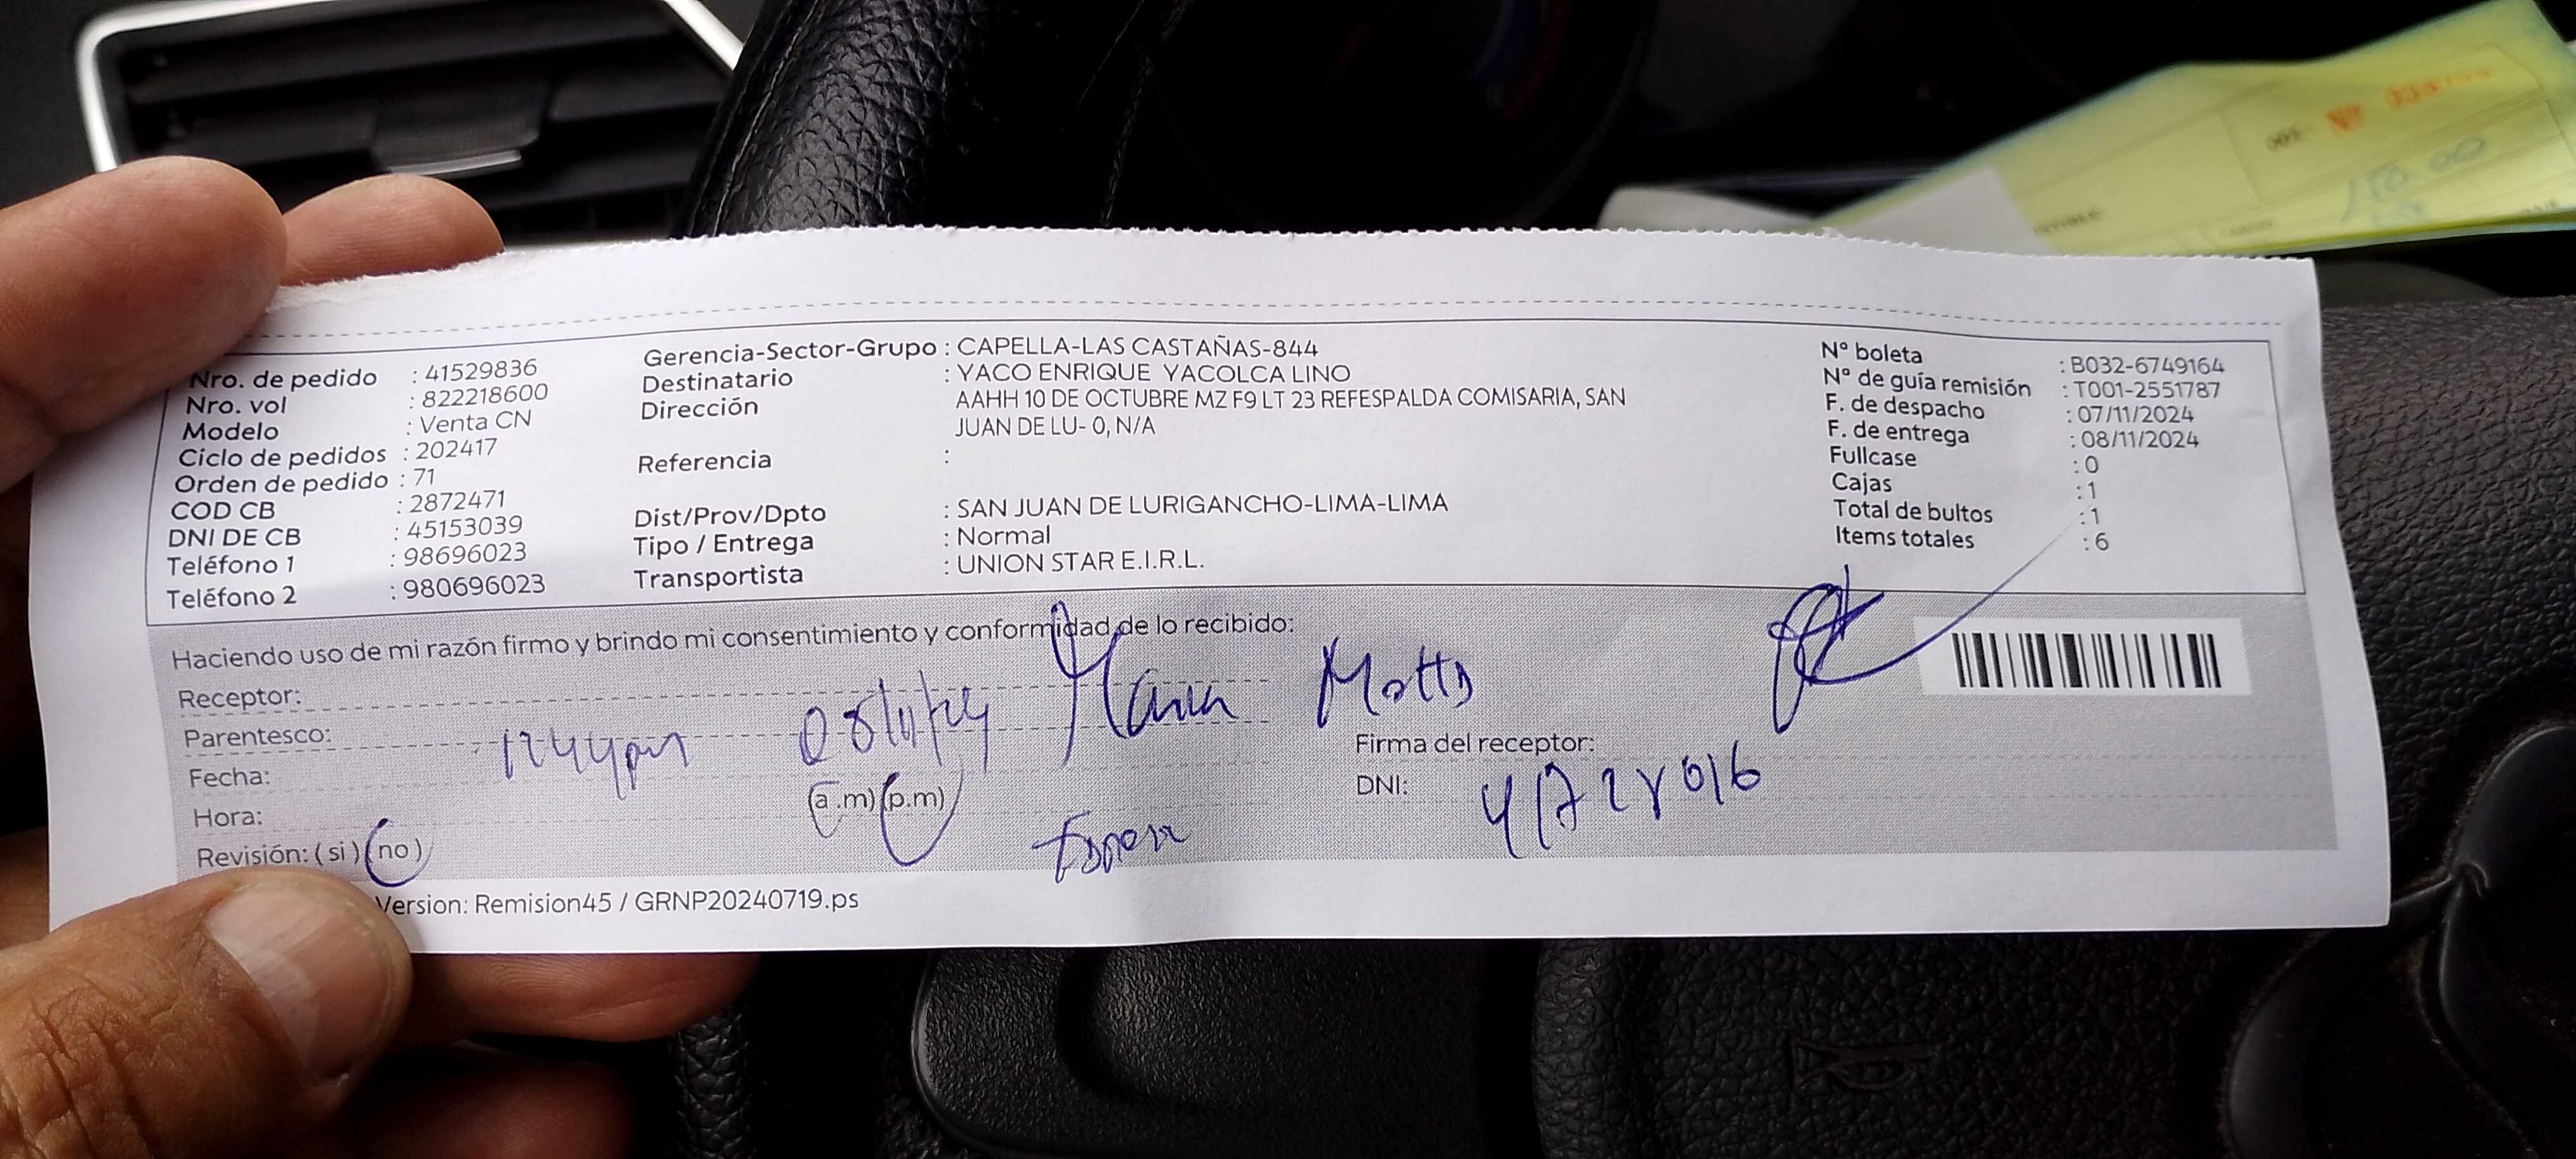 Nro. de pedido : 41529836
Nro. vol : 822218600
Modelo : Venta CN
Ciclo de pedidos : 202417
Orden de pedido : 71
COD CB : 2872471
DNI DE CB : 45153039
Teléfono 1 : 98696023
Teléfono 2 : 980696023
Gerencia-Sector-Grupo : CAPELLA-LAS CASTAÑAS-844
Destinatario : YACO ENRIQUE YACOLCA LINO
Dirección AAHH 10 DE OCTUBRE MZ F9 LT 23 REFESPALDA COMISARIA, SAN
JUAN DE LU- 0, N/A
Referencia :
Dist/Prov/Dpto : SAN JUAN DE LURIGANCHO-LIMA-LIMA
Tipo / Entrega : Normal
Transportista : UNION STAR E.I.R.L.
N° boleta : B032-6749164
N° de guía remisión : T001-2551787
F. de despacho : 07/11/2024
F. de entrega : 08/11/2024
Fullcase : 0
Cajas : 1
Total de bultos : 1
Items totales : 6
Haciendo uso de mi razón firmo y brindo mi consentimiento y conformidad de lo recibido:
Receptor:
Parentesco:
Fecha: 1244pm 08/11/24
Hora: (a.m) (p.m)
Revisión: (si) (no)
Firma del receptor:
DNI:
Version: Remision45 / GRNP20240719.ps
001- Nº